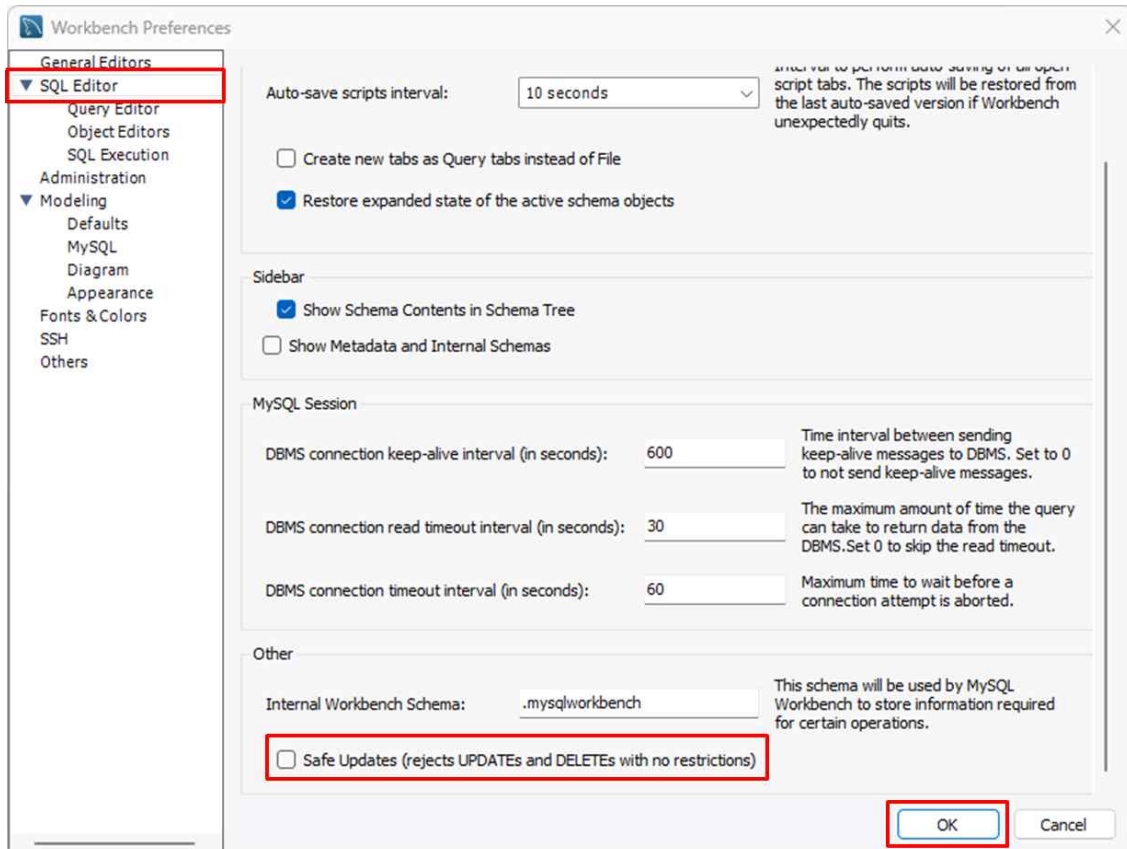 Workbench Preferences
General Editors
SQL Editor
Query Editor
Object Editors
SQL Execution
Administration
Modeling
Defaults
MySQL
Diagram
Appearance
Fonts & Colors
SSH
Others
Auto-save scripts interval:
10 seconds
Interval to perform auto-saving of all open
script tabs. The scripts will be restored from
the last auto-saved version if Workbench
unexpectedly quits.
Create new tabs as Query tabs instead of File
Restore expanded state of the active schema objects
Sidebar
Show Schema Contents in Schema Tree
Show Metadata and Internal Schemas
MySQL Session
DBMS connection keep-alive interval (in seconds):
600
Time interval between sending
keep-alive messages to DBMS. Set to 0
to not send keep-alive messages.
DBMS connection read timeout interval (in seconds):
30
The maximum amount of time the query
can take to return data from the
DBMS.Set 0 to skip the read timeout.
DBMS connection timeout interval (in seconds):
60
Maximum time to wait before a
connection attempt is aborted.
Other
Internal Workbench Schema:
.mysqlworkbench
This schema will be used by MySQL
Workbench to store information required
for certain operations.
Safe Updates (rejects UPDATEs and DELETEs with no restrictions)
OK
Cancel